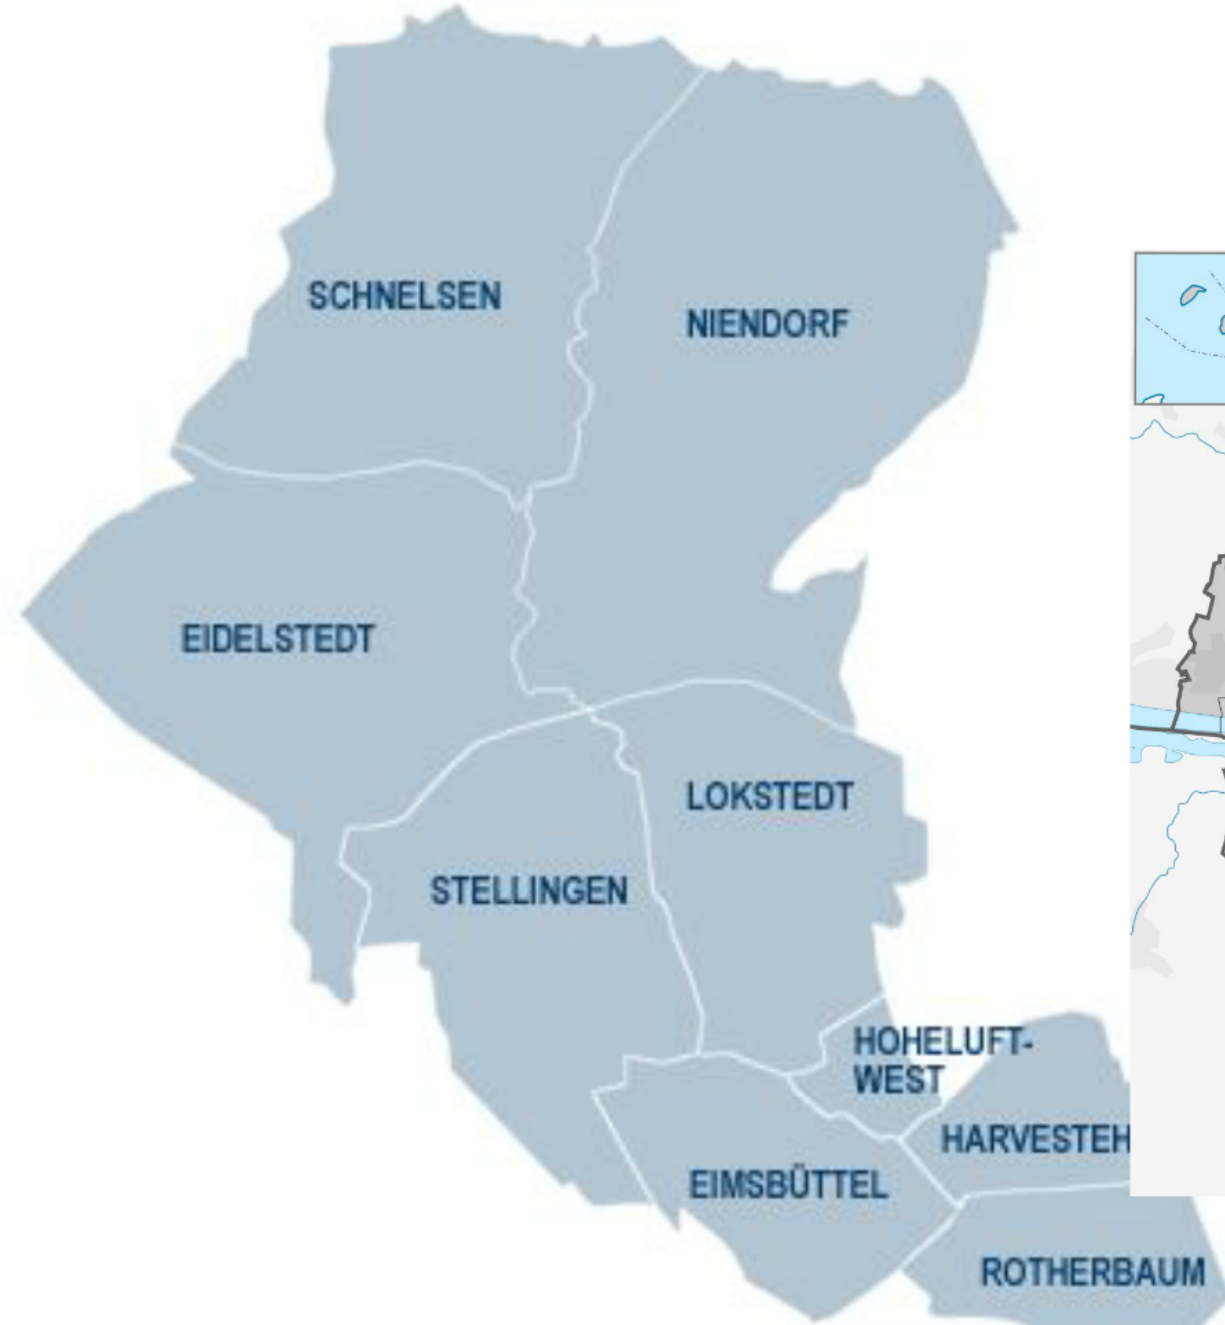 SCHNELSEN
NIENDORF
EIDELSTEDT
LOKSTEDT
STELLINGEN
HOHELUFT-
WEST
HARVESTEH
EIMSBÜTTEL
ROTHERBAUM